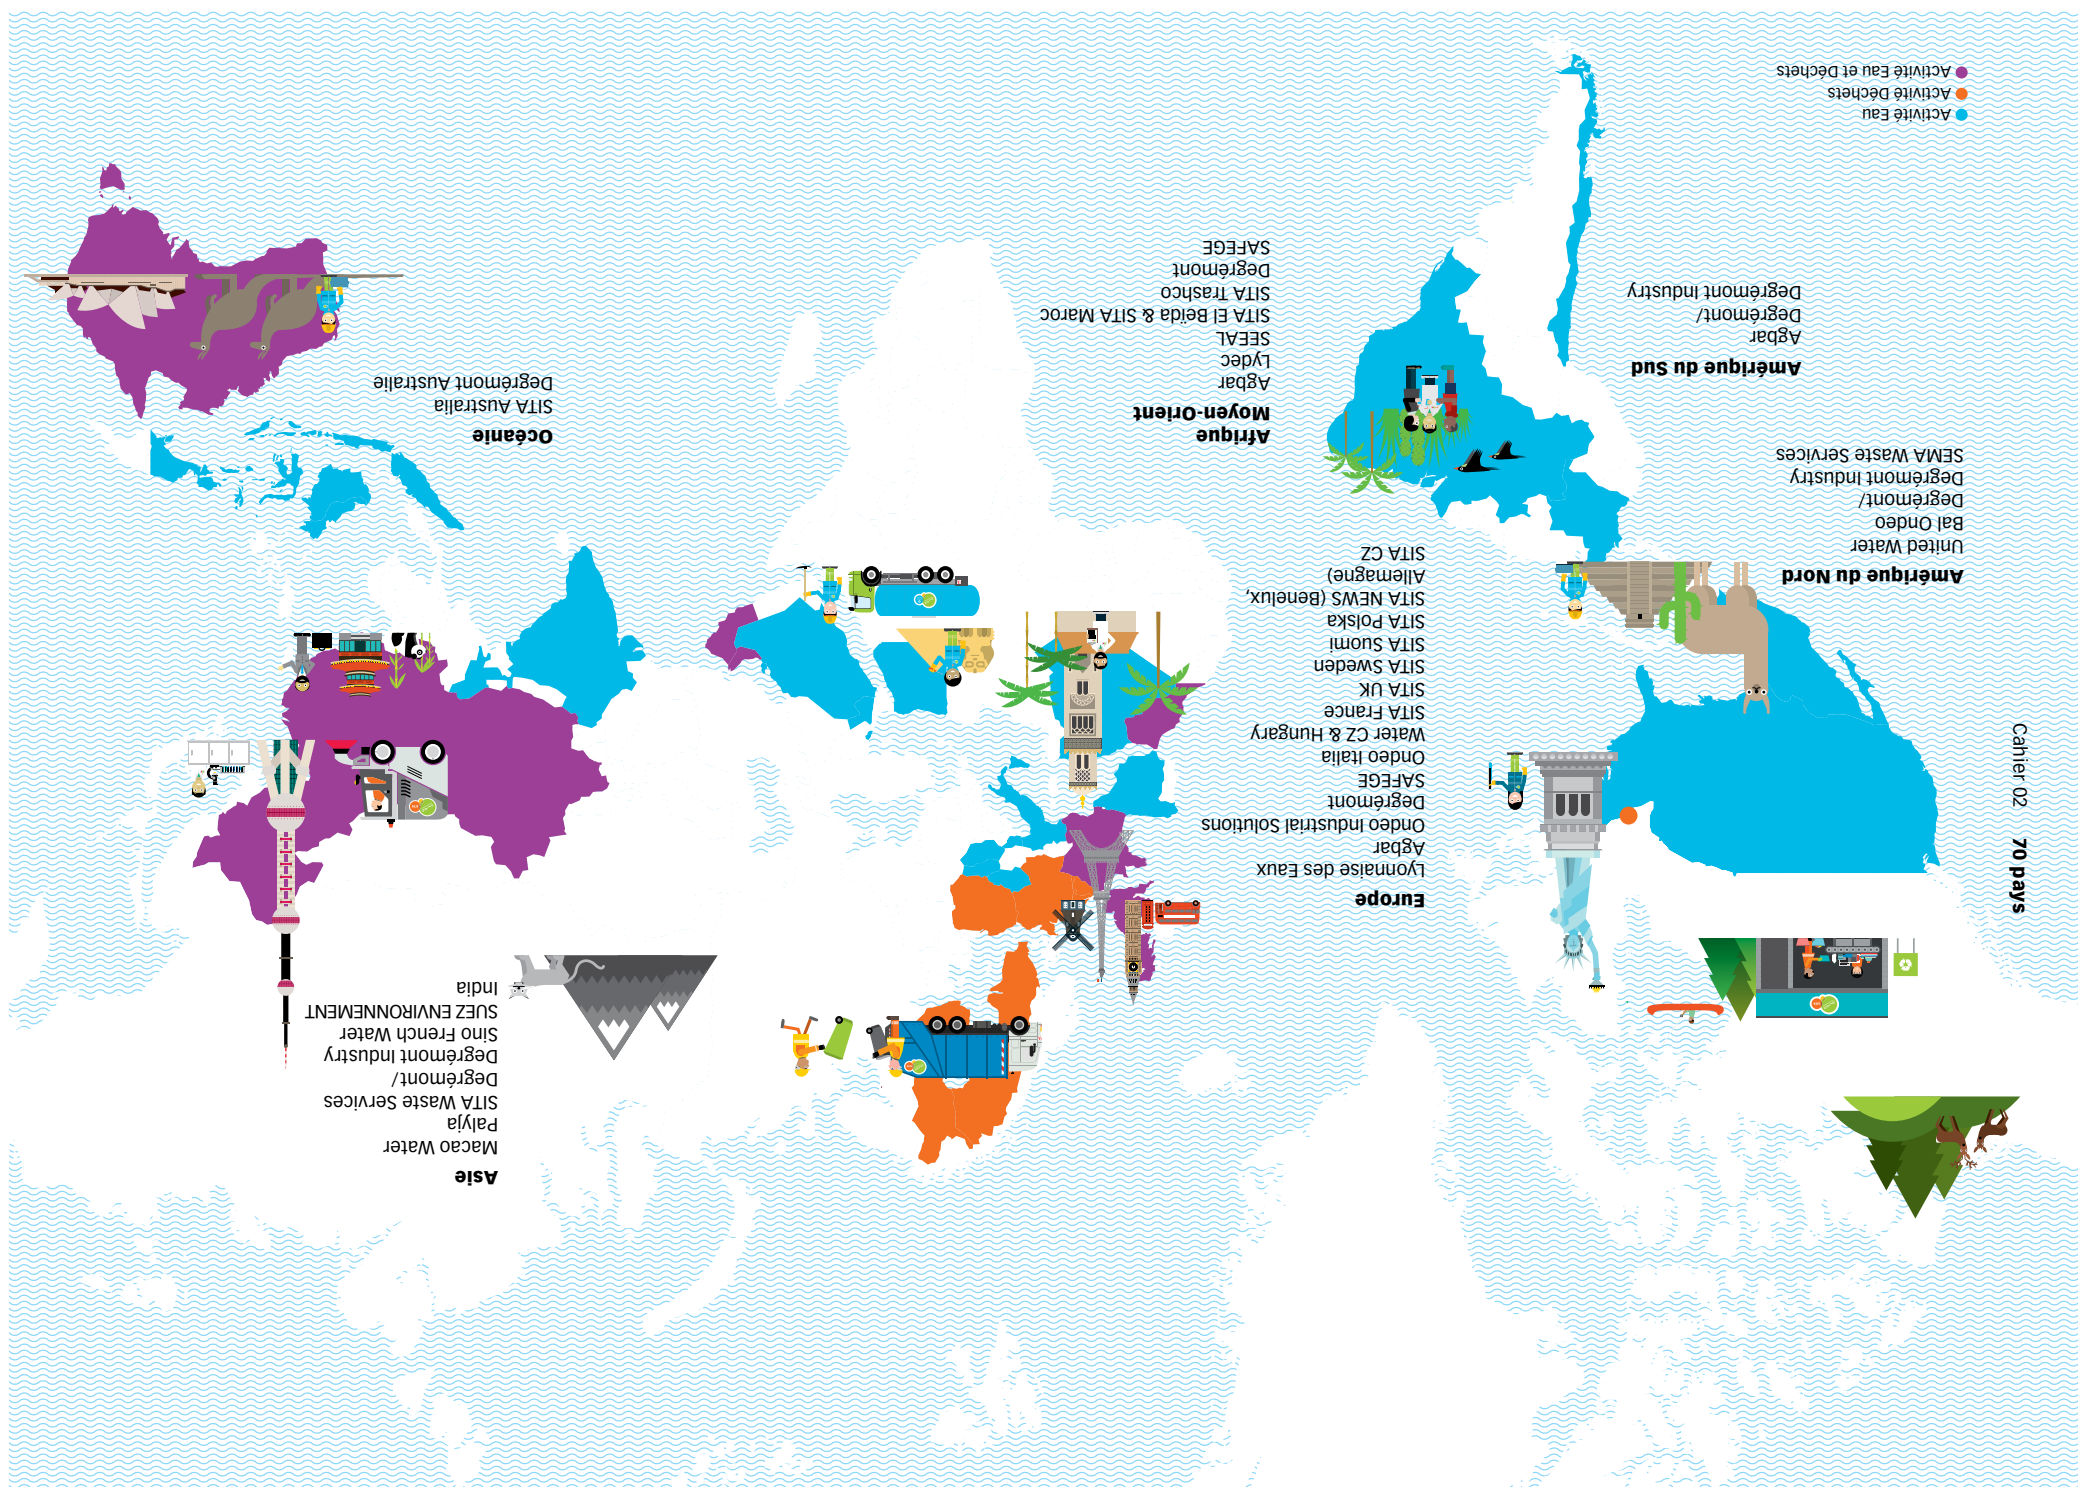 Cahier 02 70 pays
Amérique du Nord
United Water
Bal Ondeo
Degrémont/
Degrémont Industry
SEMA Waste Services
Amérique du Sud
Agbar
Degrémont/
Degrémont Industry
Europe
Lyonnaise des Eaux
Agbar
Ondeo Industrial Solutions
Degrémont
SAFEGE
Ondeo Italia
Water CZ & Hungary
SITA France
SITA UK
SITA Sweden
SITA Suomi
SITA Polska
SITA NEWS (Benelux,
Allemagne)
SITA CZ
Afrique
Moyen-Orient
Agbar
Lydec
SEEAL
SITA El Beïda & SITA Maroc
SITA Trashco
Degrémont
SAFEGE
Asie
Macao Water
Palyja
SITA Waste Services
Degrémont/
Degrémont Industry
Sino French Water
SUEZ ENVIRONNEMENT
India
Océanie
SITA Australia
Degrémont Australie
Activité Eau
Activité Déchets
Activité Eau et Déchets